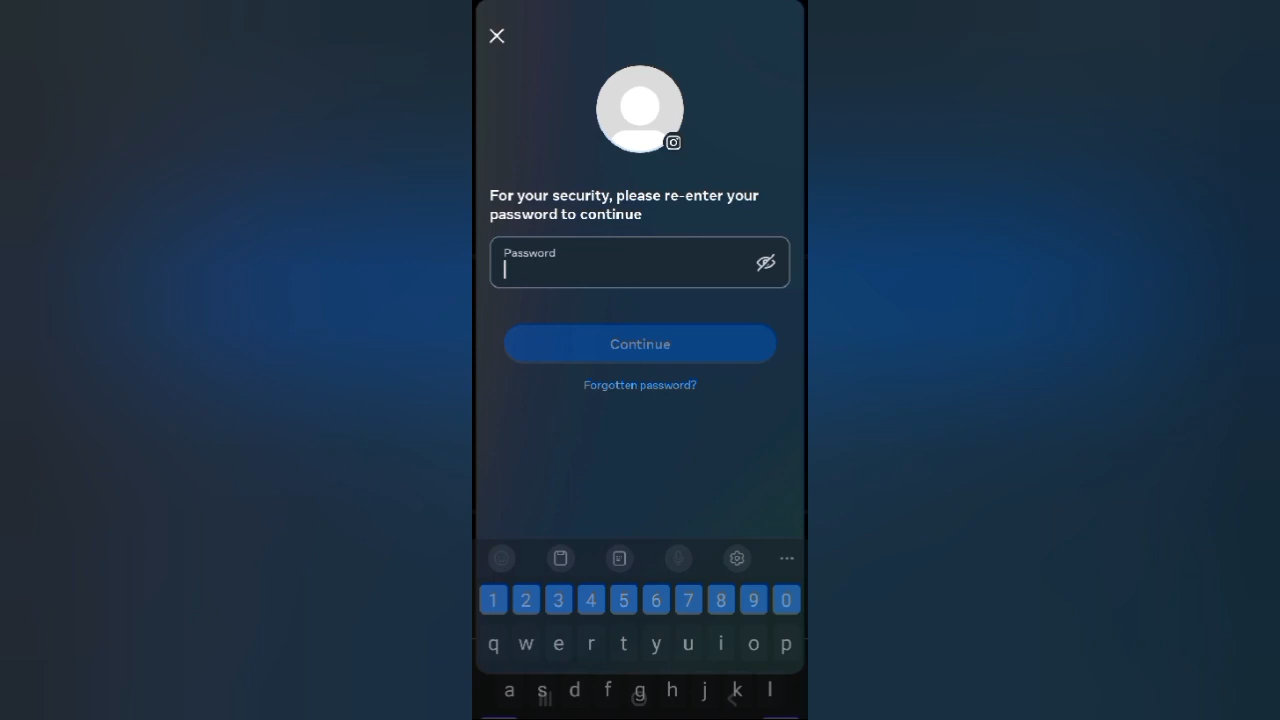 For your security, please re-enter your
password to continue
Password
Continue
Forgotten password?
1 2 3 4 5 6 7 8 9 0
q w e r t y u i o p
a s d f g h j k l